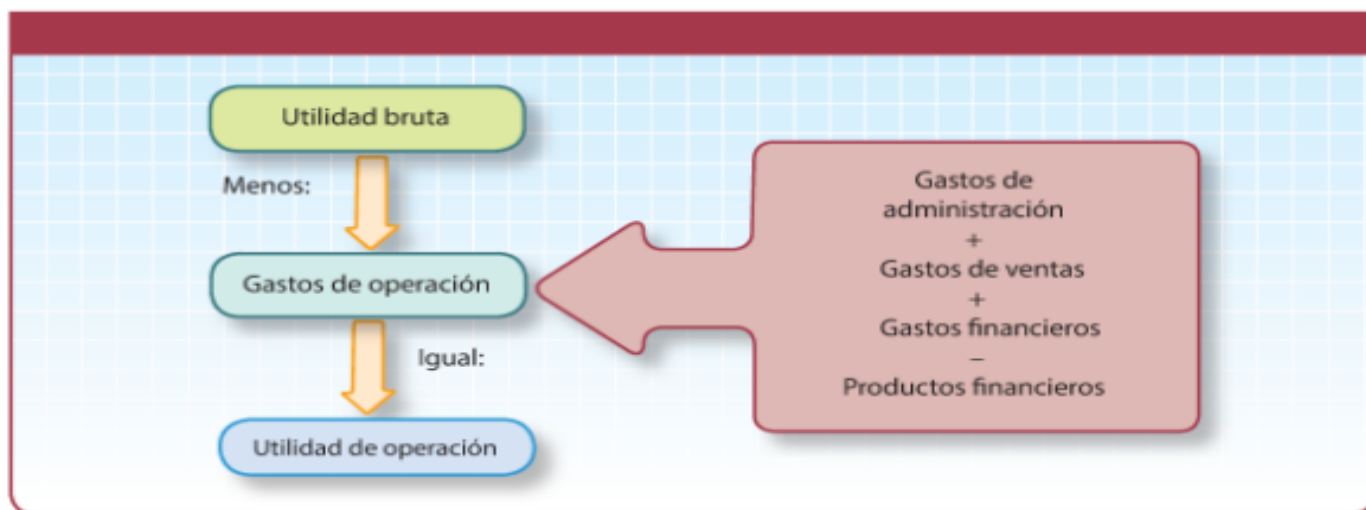 Utilidad bruta
Menos:
Gastos de operación
Igual:
Utilidad de operación
Gastos de
administración
+
Gastos de ventas
+
Gastos financieros
–
Productos financieros